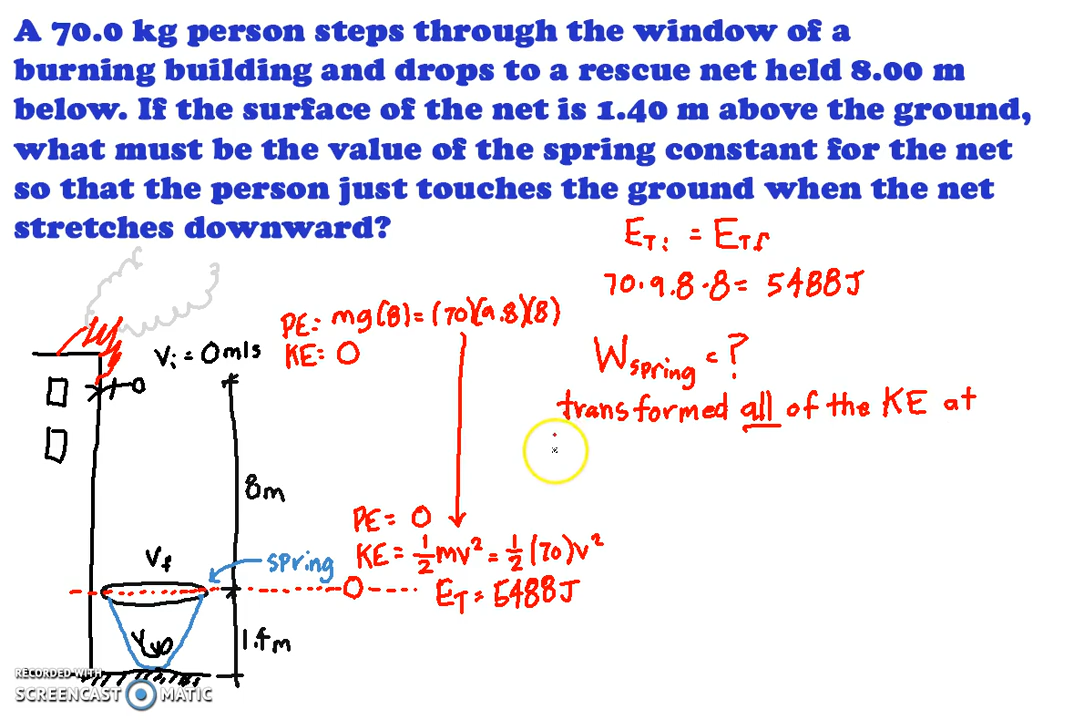 A 70.0 kg person steps through the window of a
burning building and drops to a rescue net held 8.00 m
below. If the surface of the net is 1.40 m above the ground,
what must be the value of the spring constant for the net
so that the person just touches the ground when the net
stretches downward?
E_Ti = E_Tf
70·9.8·8= 5488J
PE: mg(8)=(70)(9.8)(8)
Vi = 0m/s
KE: 0
Wspring = ?
transformed all of the KE at
8m
PE= 0
KE = 1/2mv² = 1/2(70)v²
Vf
spring
0
ET = 5488J
1.4m
RECORDED WITH
SCREENCAST MATIC